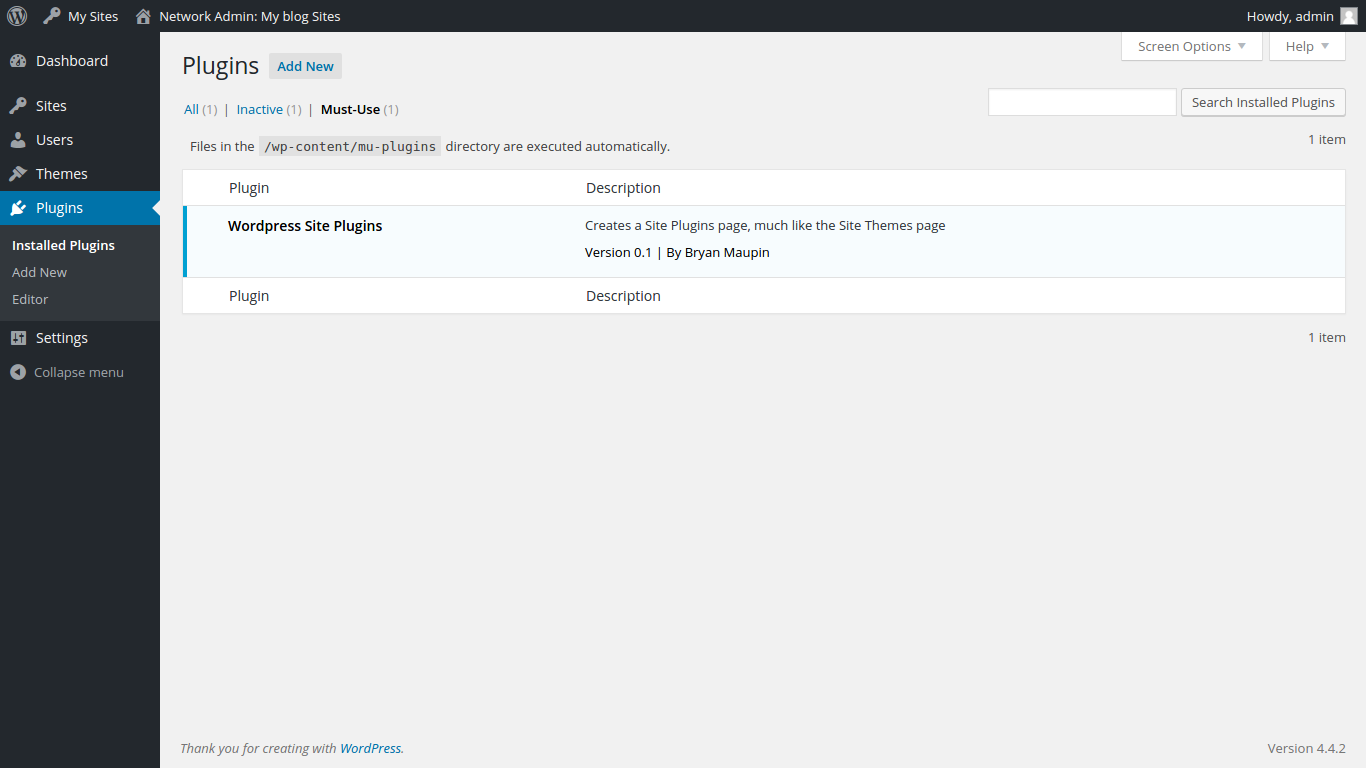 My Sites Network Admin: My blog Sites Howdy, admin
Dashboard
Sites
Users
Themes
Plugins
Installed Plugins
Add New
Editor
Settings
Collapse menu
Screen Options Help
Plugins Add New
All (1) | Inactive (1) | Must-Use (1)
Search Installed Plugins
Files in the /wp-content/mu-plugins directory are executed automatically.
1 item
Plugin Description
Wordpress Site Plugins Creates a Site Plugins page, much like the Site Themes page
Version 0.1 | By Bryan Maupin
Plugin Description
1 item
Thank you for creating with WordPress. Version 4.4.2